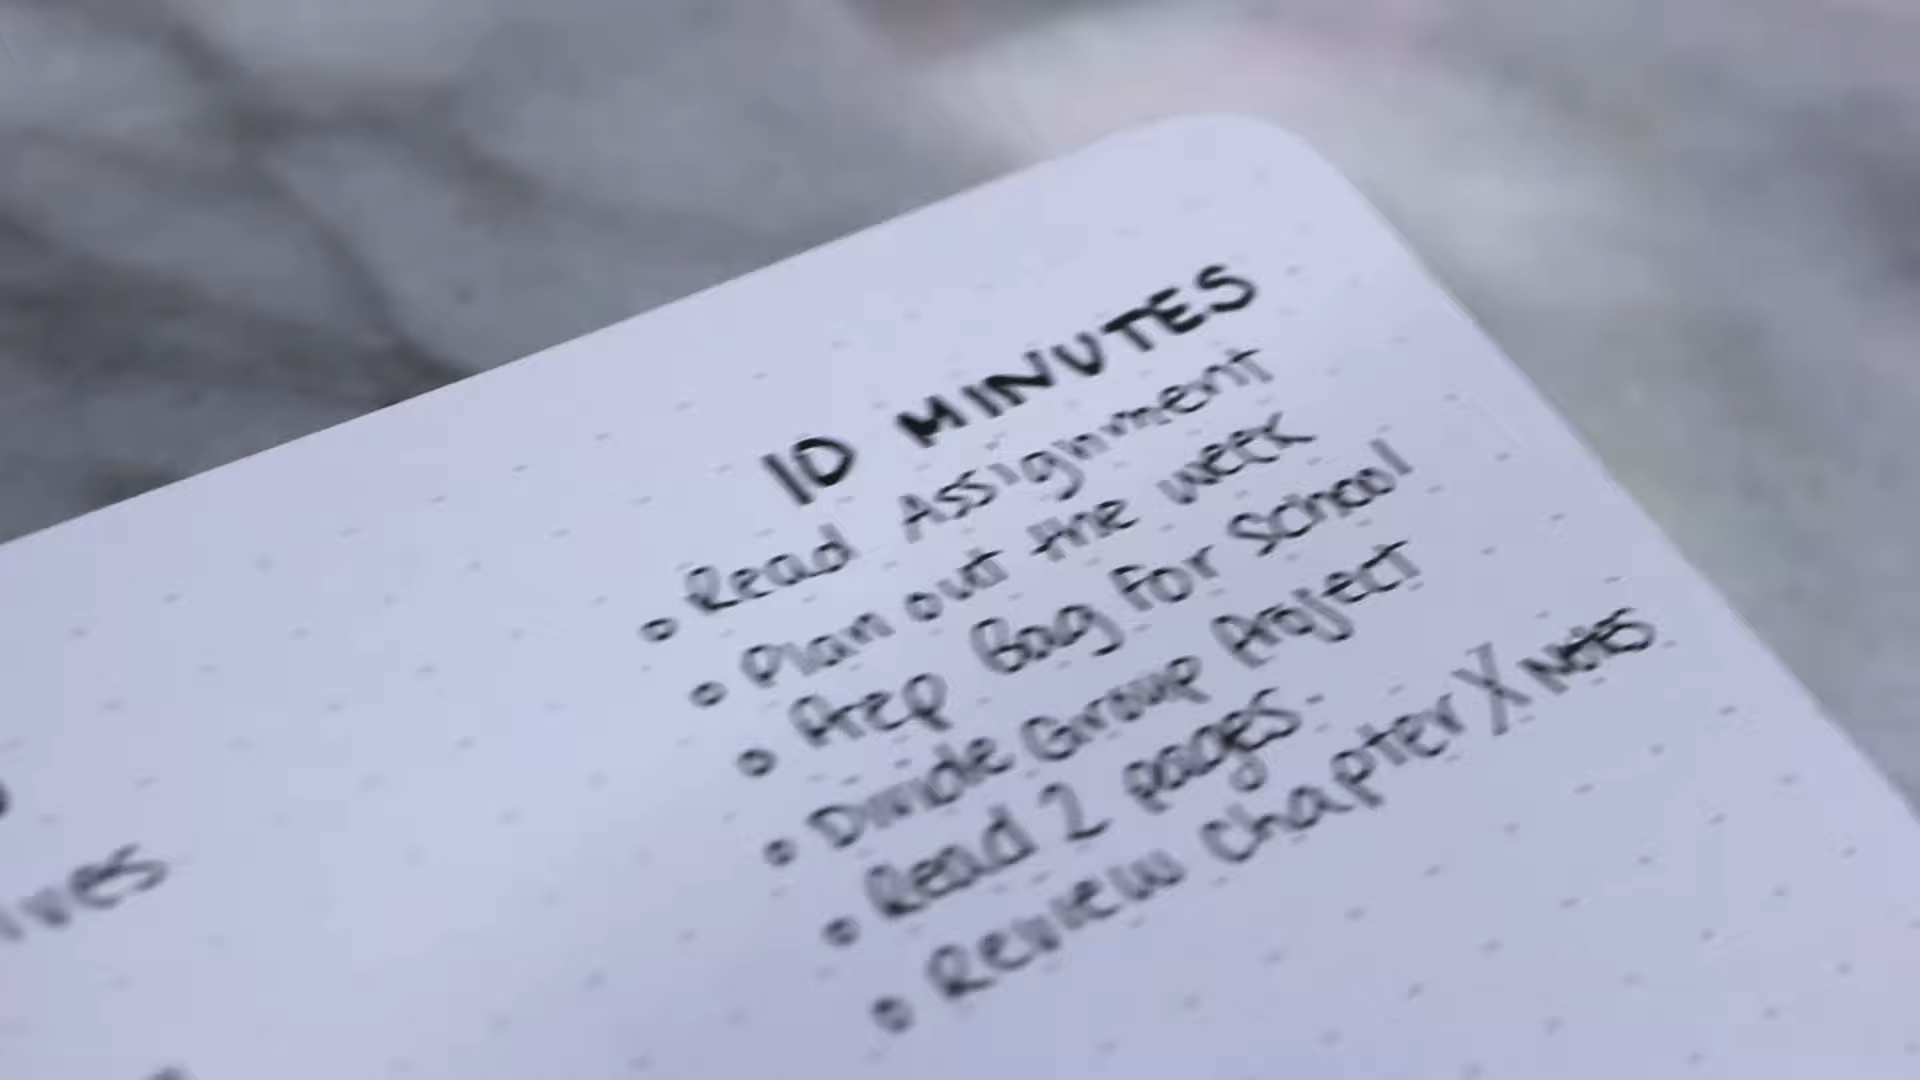 10 MINUTES
Read Assignment
Plan out the week
Prep Bag for School
Divide Group Project
Read 2 pages.
Review Chapter X Notes
ives